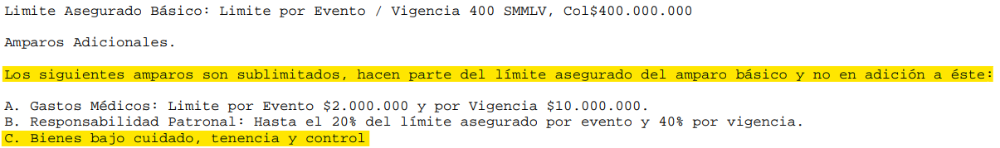 Limite Asegurado Básico: Limite por Evento / Vigencia 400 SMMLV, Col$400.000.000
Amparos Adicionales.
Los siguientes amparos son sublimitados, hacen parte del límite asegurado del amparo básico y no en adición a éste:
A. Gastos Médicos: Limite por Evento $2.000.000 y por Vigencia $10.000.000.
B. Responsabilidad Patronal: Hasta el 20% del límite asegurado por evento y 40% por vigencia.
C. Bienes bajo cuidado, tenencia y control